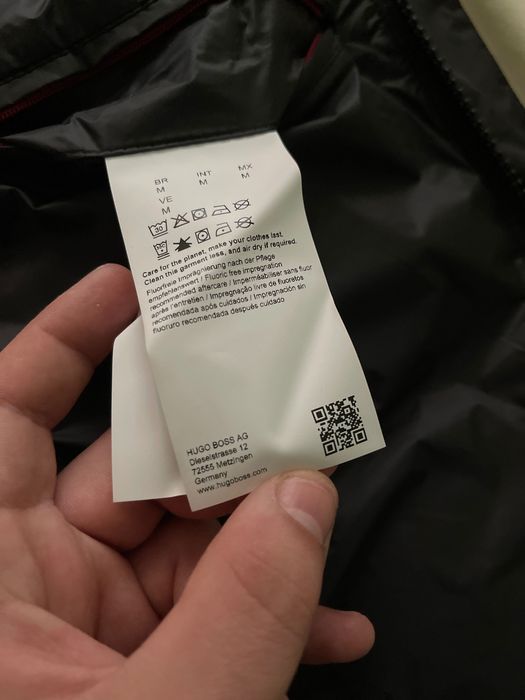 BR INT MX
M M M
VE
M
30
Care for the planet, make your clothes last.
Clean this garment less, and air dry if required.
Fluorfreie Imprägnierung nach der Pflege
empfehlenswert / Fluoric free impregnation
recommended aftercare / Imperméabiliser sans fluor
après l'entretien / Impregnação livre de fluoretos
recomendada após cuidados / Impregnación sin
fluoruro recomendada después cuidado
HUGO BOSS AG
Dieselstrasse 12
72555 Metzingen
Germany
www.hugoboss.com